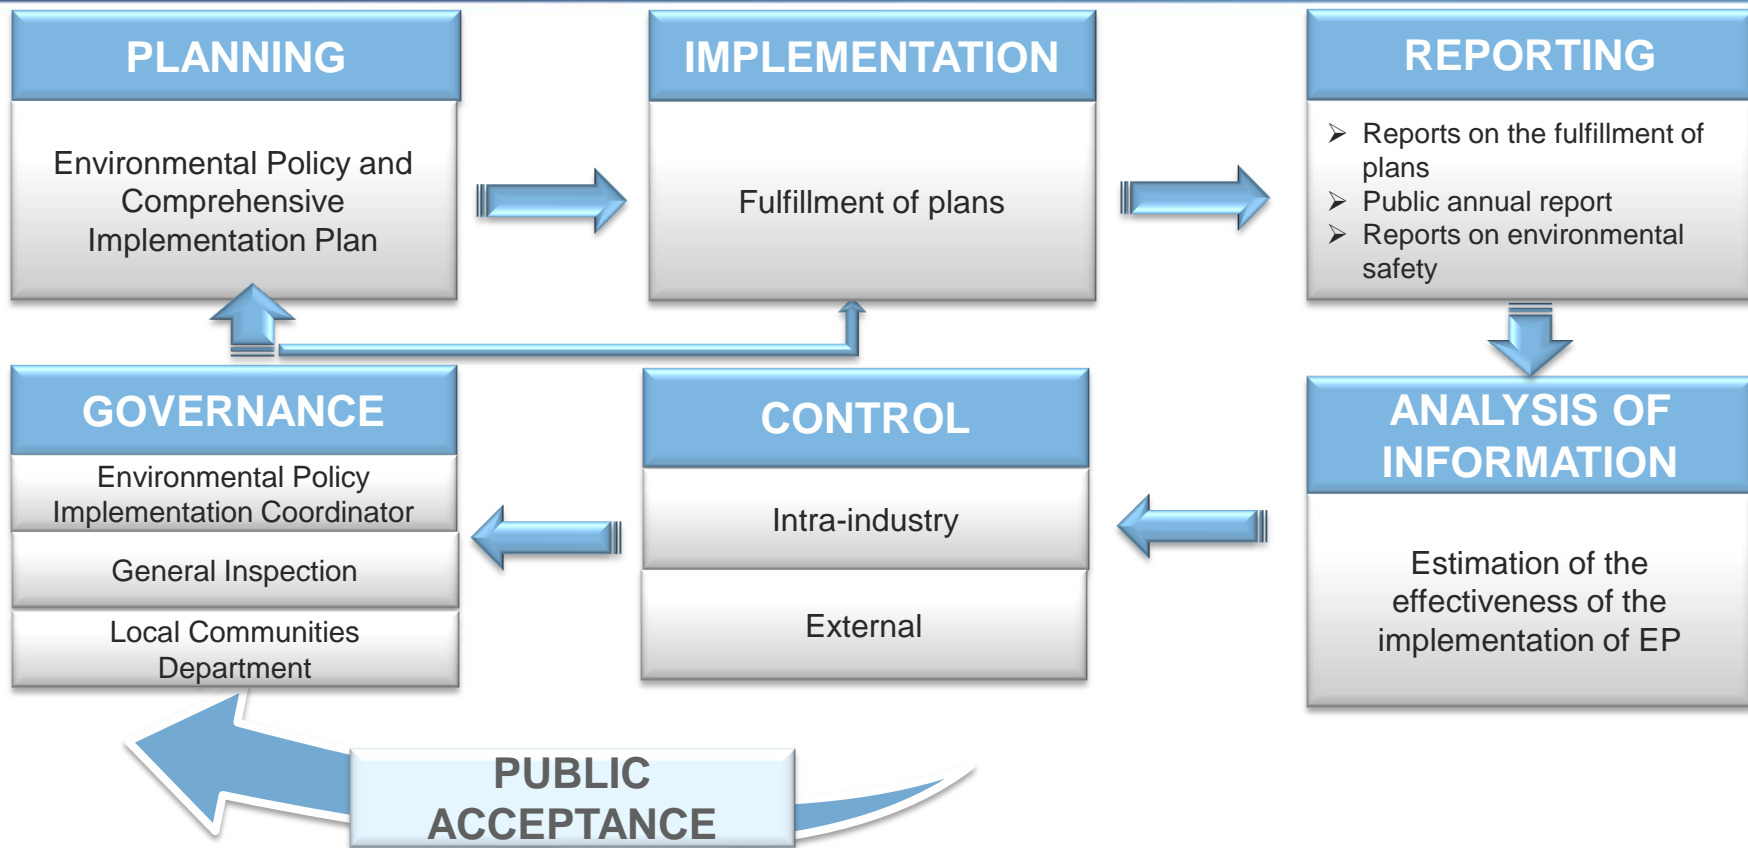 PLANNING
Environmental Policy and
Comprehensive
Implementation Plan
IMPLEMENTATION
Fulfillment of plans
REPORTING
➢ Reports on the fulfillment of
plans
➢ Public annual report
➢ Reports on environmental
safety
GOVERNANCE
Environmental Policy
Implementation Coordinator
General Inspection
Local Communities
Department
CONTROL
Intra-industry
External
ANALYSIS OF
INFORMATION
Estimation of the
effectiveness of the
implementation of EP
PUBLIC
ACCEPTANCE